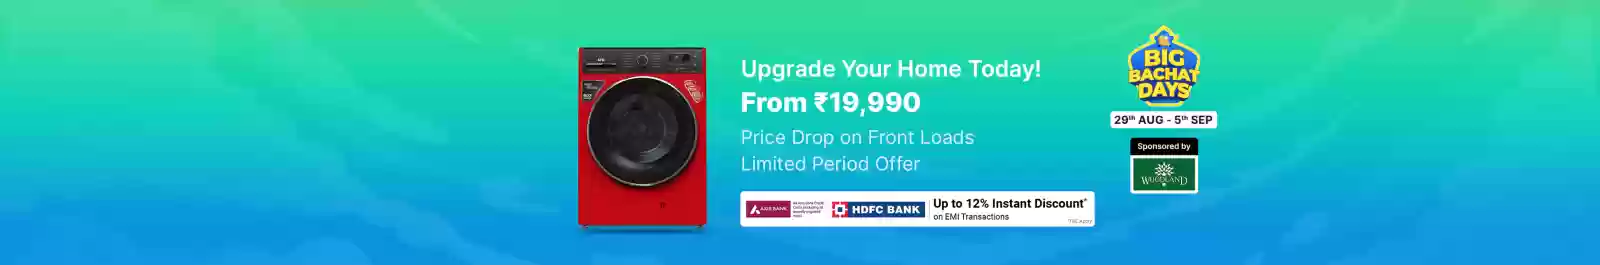 Upgrade Your Home Today!
From ₹19,990
Price Drop on Front Loads
Limited Period Offer
AXIS BANK
HDFC BANK
Up to 12% Instant Discount*
on EMI Transactions
*T&C Apply
BIG
BACHAT
DAYS
29th AUG - 5th SEP
Sponsored by
WOODLAND